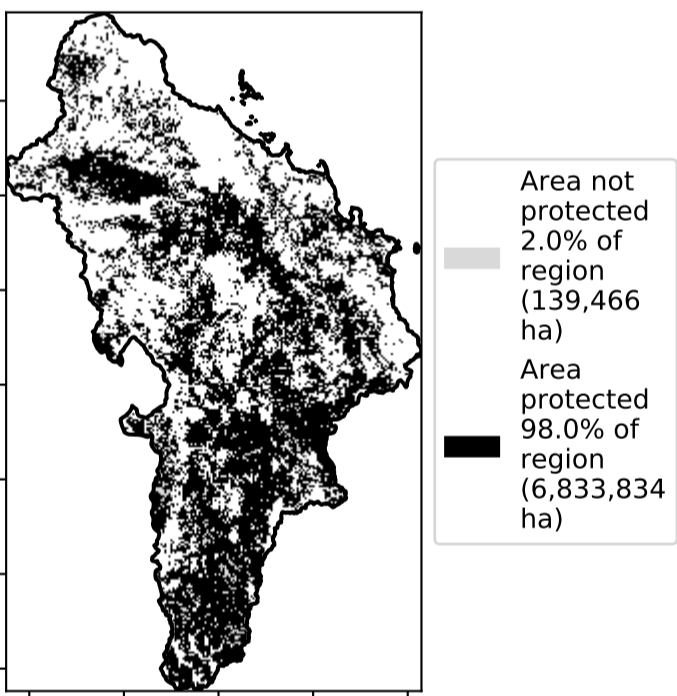 Area not
protected
2.0% of
region
(139,466
ha)
Area
protected
98.0% of
region
(6,833,834
ha)